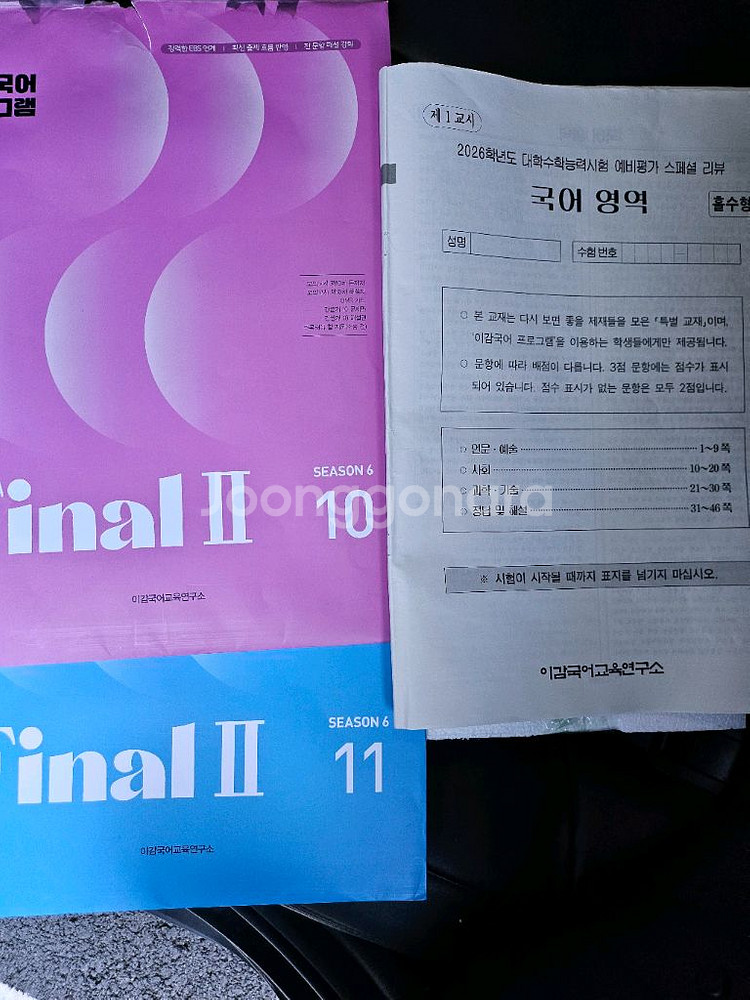 강력한 EBS 연계 | 최신 출제 흐름 반영 | 전 문항 해설 강화
국어
그램
SEASON 6
inal Ⅱ 10
이감국어교육연구소
SEASON 6
inal Ⅱ 11
이감국어교육연구소
제 1 교시
2026학년도 대학수학능력시험 예비평가 스페셜 리뷰
국어 영역
홀수형
성명
수험 번호
○ 본 교재는 다시 보면 좋을 제재들을 모은 '특별 교재'이며,
'이감국어 프로그램'을 이용하는 학생들에게만 제공됩니다.
○ 문항에 따라 배점이 다릅니다. 3점 문항에는 점수가 표시
되어 있습니다. 점수 표시가 없는 문항은 모두 2점입니다.
▷ 인문·예술 1~9 쪽
▷ 사회 10~20 쪽
▷ 과학·기술 21~30 쪽
▷ 정답 및 해설 31~46 쪽
※ 시험이 시작될 때까지 표지를 넘기지 마십시오.
이감국어교육연구소
Joonggonara